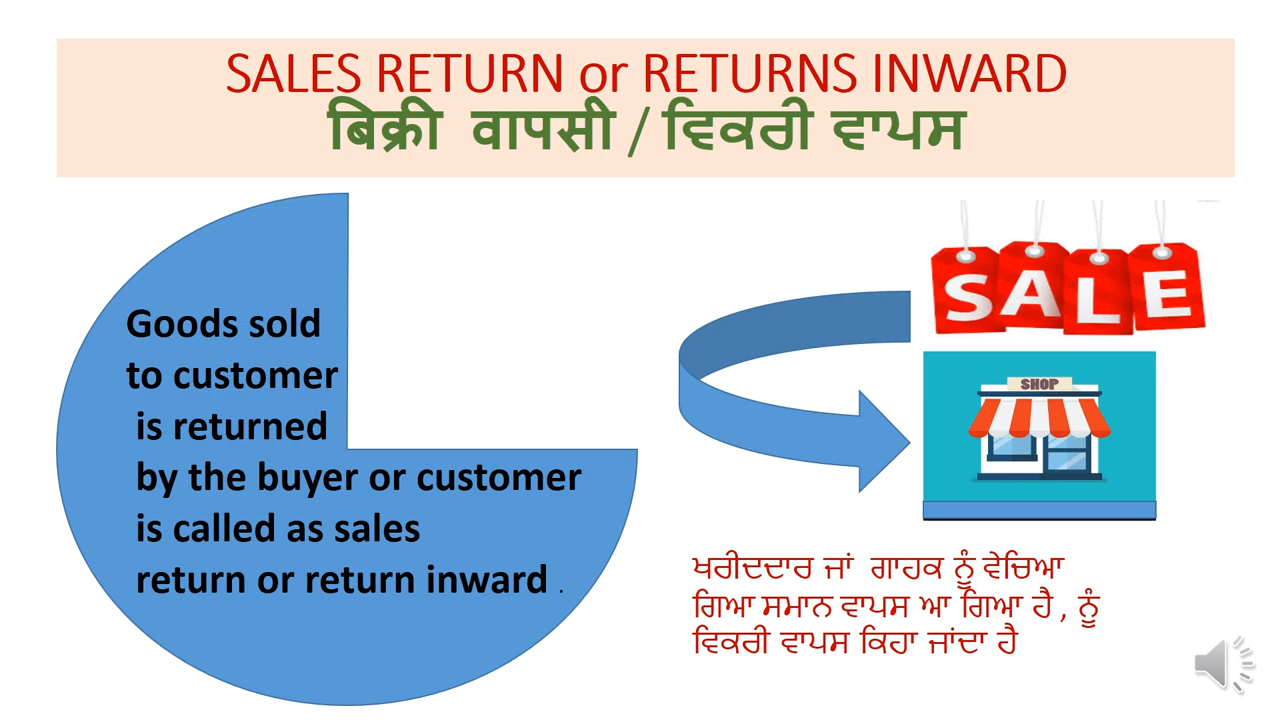 SALES RETURN or RETURNS INWARD
बिक्री वापसी / ਵਿਕਰੀ ਵਾਪਸ
Goods sold
to customer
is returned
by the buyer or customer
is called as sales
return or return inward .
SALE
SHOP
ਖਰੀਦਦਾਰ ਜਾਂ ਗਾਹਕ ਨੂੰ ਵੇਚਿਆ
ਗਿਆ ਸਮਾਨ ਵਾਪਸ ਆ ਗਿਆ ਹੈ , ਨੂੰ
ਵਿਕਰੀ ਵਾਪਸ ਕਿਹਾ ਜਾਂਦਾ ਹੈ